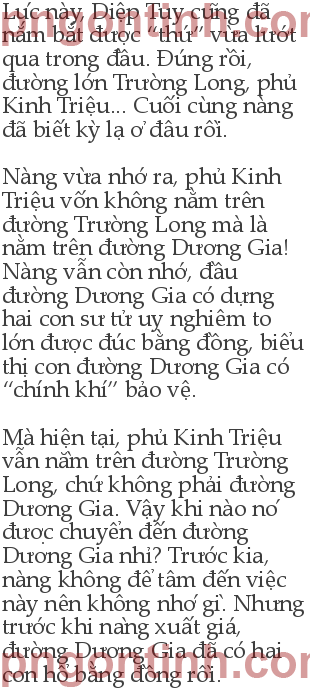 Lúc này, Diệp Tùy cũng đã
nắm bắt được “thứ” vừa lướt
qua trong đầu. Đúng rồi,
đường lớn Trường Long, phủ
Kinh Triệu... Cuối cùng nàng
đã biết kỳ lạ ở đâu rồi.
Nàng vừa nhớ ra, phủ Kinh
Triệu vốn không nằm trên
đường Trường Long mà là
nằm trên đường Dương Gia!
Nàng vẫn còn nhớ, đầu
đường Dương Gia có dựng
hai con sư tử uy nghiêm to
lớn được đúc bằng đồng, biểu
thị con đường Dương Gia có
“chính khí” bảo vệ.
Mà hiện tại, phủ Kinh Triệu
vẫn nằm trên đường Trường
Long, chứ không phải đường
Dương Gia. Vậy khi nào nó
được chuyển đến đường
Dương Gia nhỉ? Trước kia,
nàng không để tâm đến việc
này nên không nhớ gì. Nhưng
trước khi nàng xuất giá,
đường Dương Gia đã có hai
con hổ bằng đồng rồi.